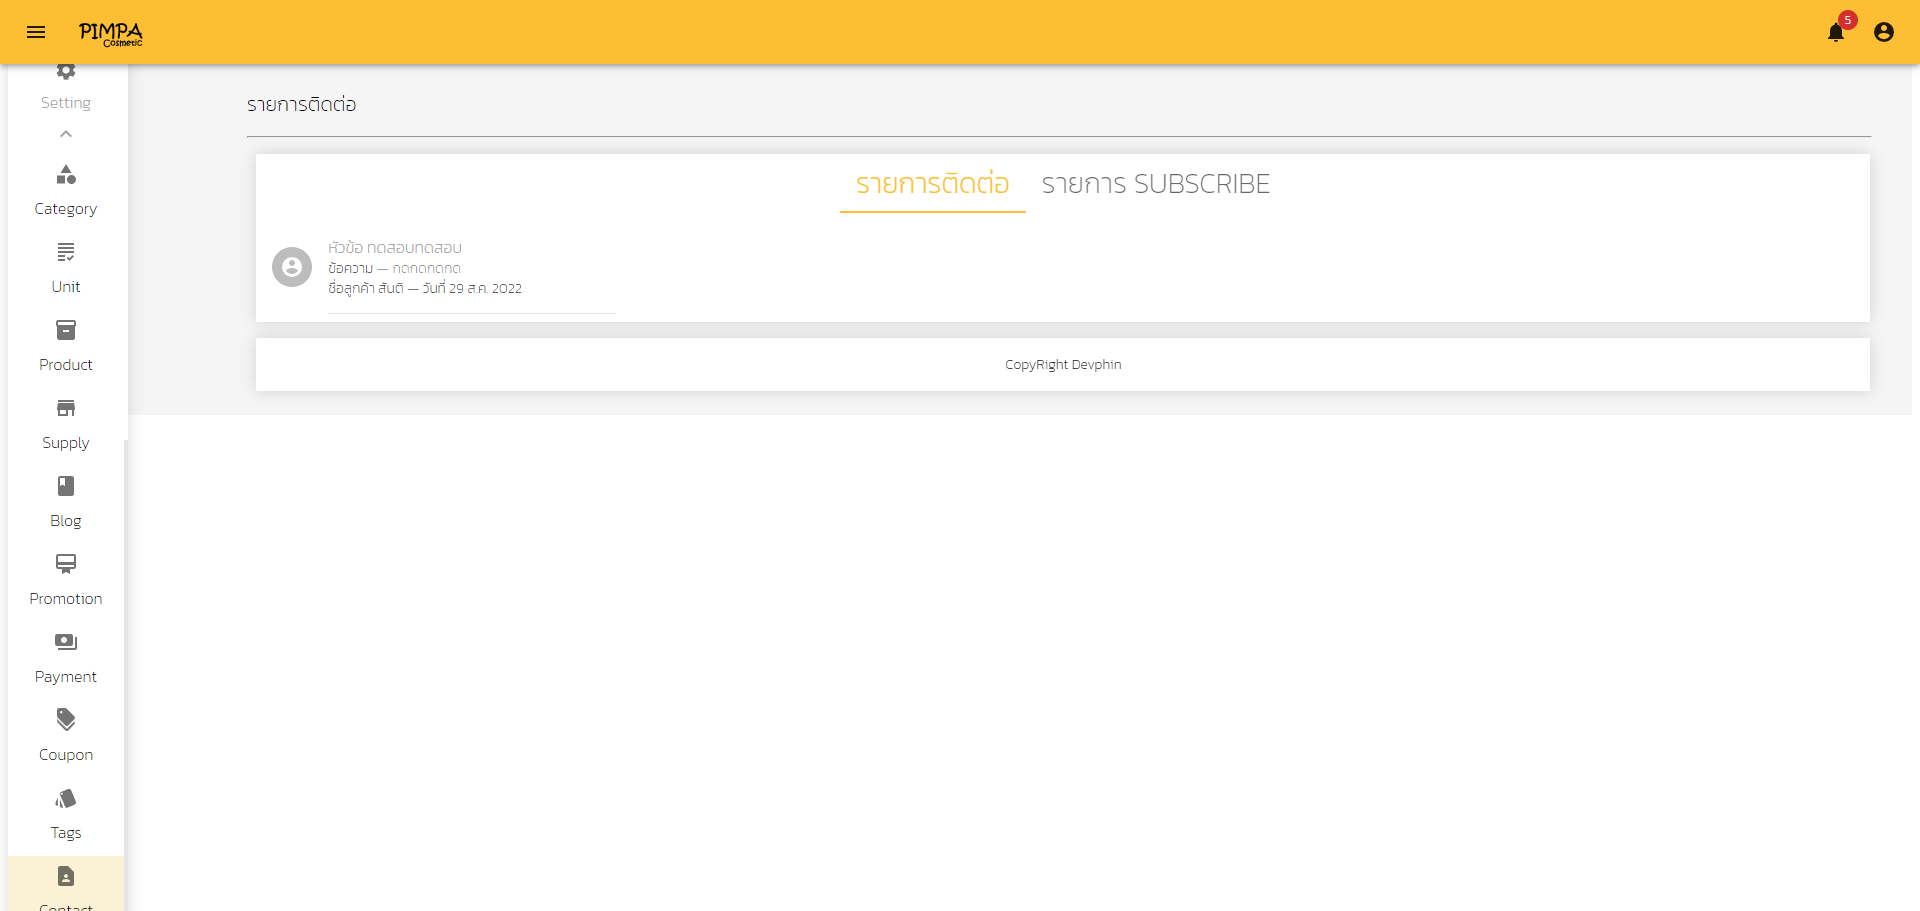 PIMPA
Cosmetic
5
Setting
Category
Unit
Product
Supply
Blog
Promotion
Payment
Coupon
Tags
Contact
รายการติดต่อ
รายการติดต่อ
รายการ SUBSCRIBE
หัวข้อ ทดสอบทดสอบ
ข้อความ — กดกดกดกด
ชื่อลูกค้า สันติ — วันที่ 29 ส.ค. 2022
CopyRight Devphin